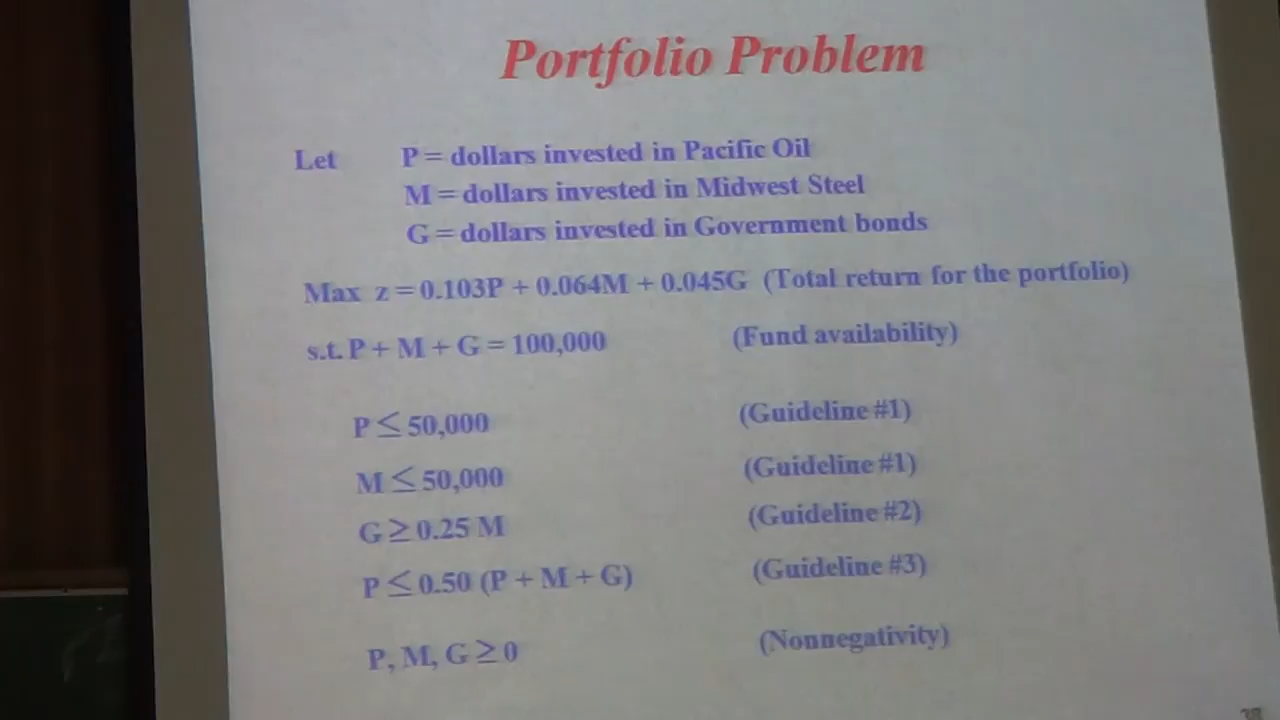 Portfolio Problem
Let P = dollars invested in Pacific Oil
M = dollars invested in Midwest Steel
G = dollars invested in Government bonds
Max z = 0.103P + 0.064M + 0.045G (Total return for the portfolio)
s.t. P + M + G = 100,000 (Fund availability)
P ≤ 50,000 (Guideline #1)
M ≤ 50,000 (Guideline #1)
G ≥ 0.25 M (Guideline #2)
P ≤ 0.50 (P + M + G) (Guideline #3)
P, M, G ≥ 0 (Nonnegativity)